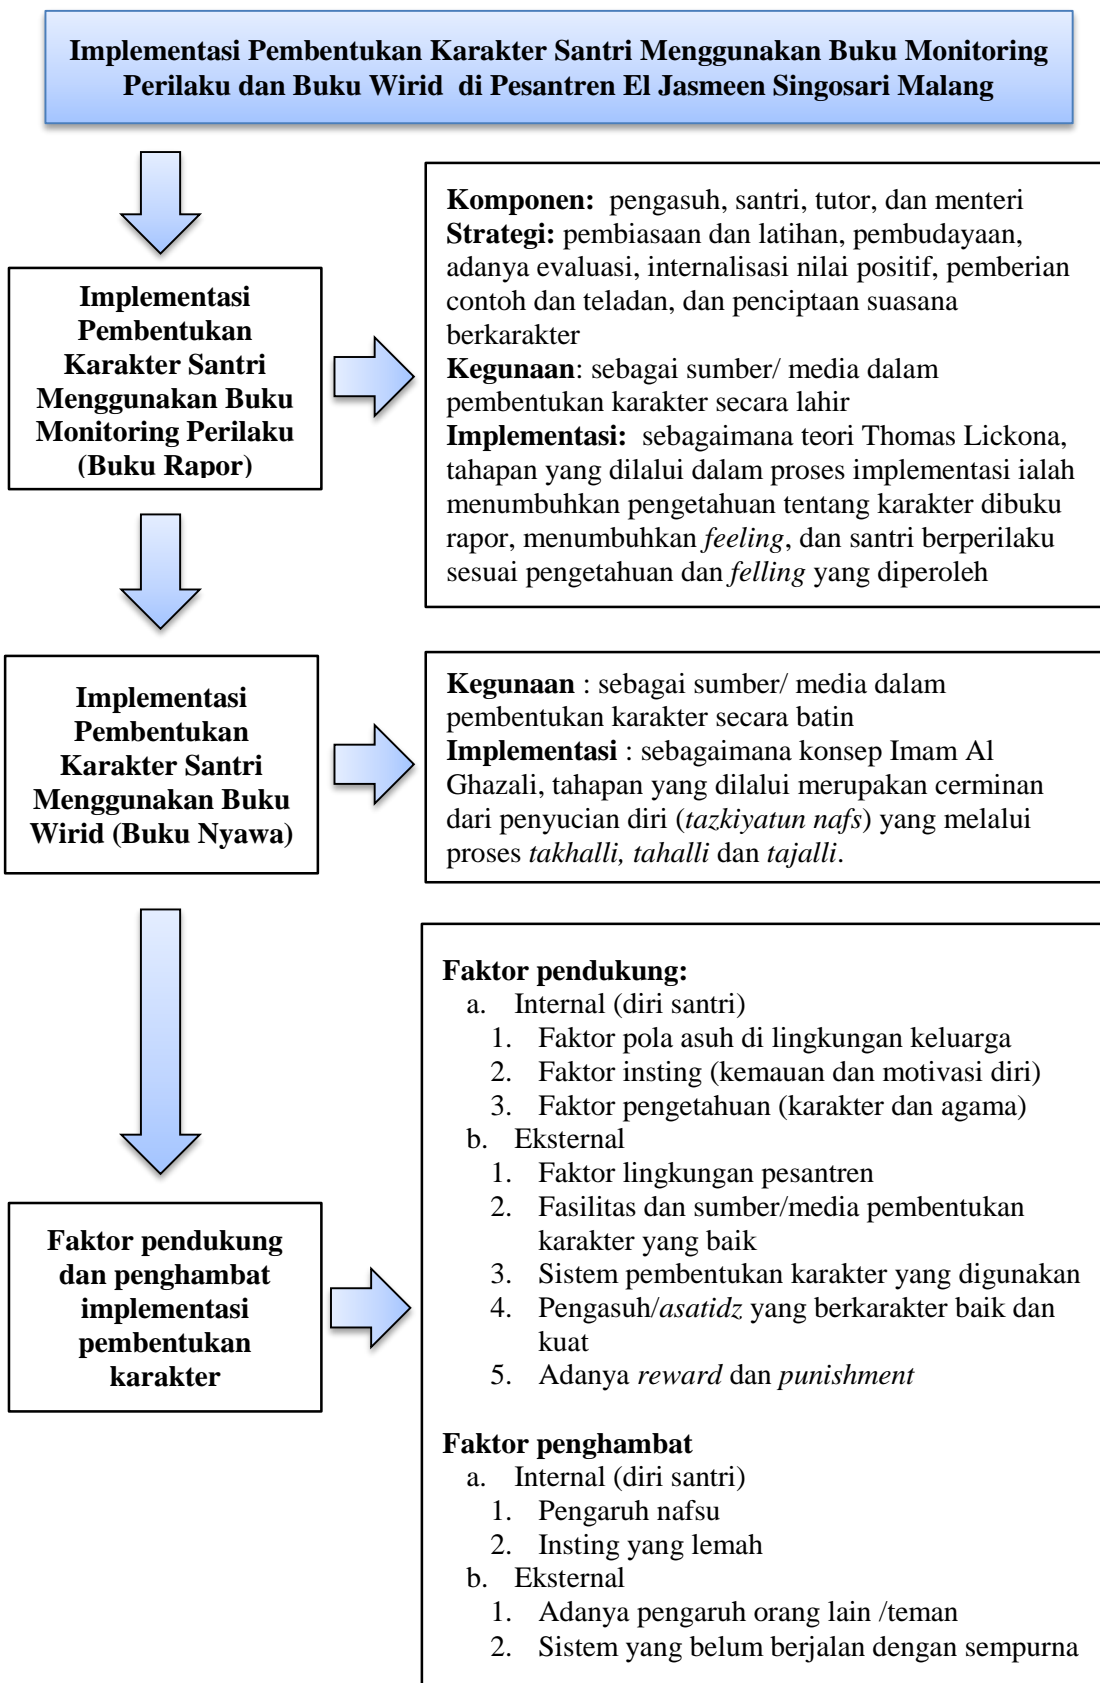 Implementasi Pembentukan Karakter Santri Menggunakan Buku Monitoring
Perilaku dan Buku Wirid di Pesantren El Jasmeen Singosari Malang
Implementasi
Pembentukan
Karakter Santri
Menggunakan Buku
Monitoring Perilaku
(Buku Rapor)
Komponen: pengasuh, santri, tutor, dan menteri
Strategi: pembiasaan dan latihan, pembudayaan,
adanya evaluasi, internalisasi nilai positif, pemberian
contoh dan teladan, dan penciptaan suasana
berkarakter
Kegunaan: sebagai sumber/ media dalam
pembentukan karakter secara lahir
Implementasi: sebagaimana teori Thomas Lickona,
tahapan yang dilalui dalam proses implementasi ialah
menumbuhkan pengetahuan tentang karakter dibuku
rapor, menumbuhkan feeling, dan santri berperilaku
sesuai pengetahuan dan felling yang diperoleh
Implementasi
Pembentukan
Karakter Santri
Menggunakan Buku
Wirid (Buku Nyawa)
Kegunaan : sebagai sumber/ media dalam
pembentukan karakter secara batin
Implementasi : sebagaimana konsep Imam Al
Ghazali, tahapan yang dilalui merupakan cerminan
dari penyucian diri (tazkiyatun nafs) yang melalui
proses takhalli, tahalli dan tajalli.
Faktor pendukung
dan penghambat
implementasi
pembentukan
karakter
Faktor pendukung:
a. Internal (diri santri)
1. Faktor pola asuh di lingkungan keluarga
2. Faktor insting (kemauan dan motivasi diri)
3. Faktor pengetahuan (karakter dan agama)
b. Eksternal
1. Faktor lingkungan pesantren
2. Fasilitas dan sumber/media pembentukan
karakter yang baik
3. Sistem pembentukan karakter yang digunakan
4. Pengasuh/asatidz yang berkarakter baik dan
kuat
5. Adanya reward dan punishment
Faktor penghambat
a. Internal (diri santri)
1. Pengaruh nafsu
2. Insting yang lemah
b. Eksternal
1. Adanya pengaruh orang lain /teman
2. Sistem yang belum berjalan dengan sempurna